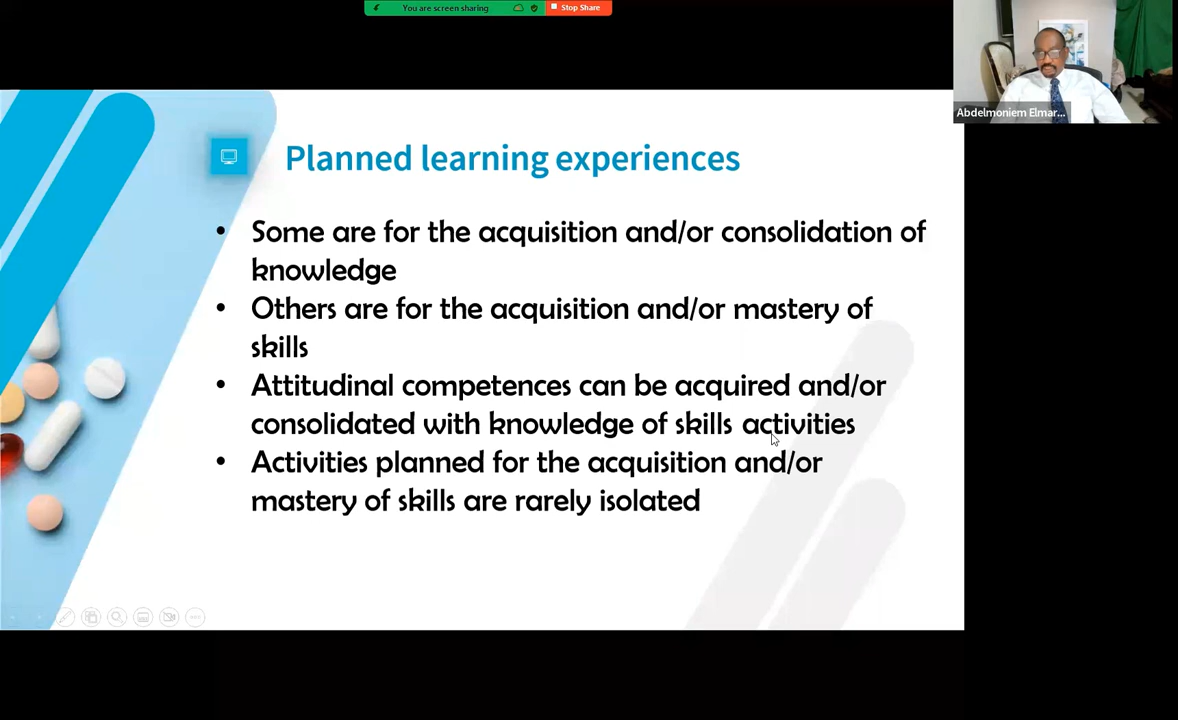 You are screen sharing
Stop Share
Abdelmoniem Elmar...
Planned learning experiences
• Some are for the acquisition and/or consolidation of
knowledge
• Others are for the acquisition and/or mastery of
skills
• Attitudinal competences can be acquired and/or
consolidated with knowledge of skills activities
• Activities planned for the acquisition and/or
mastery of skills are rarely isolated